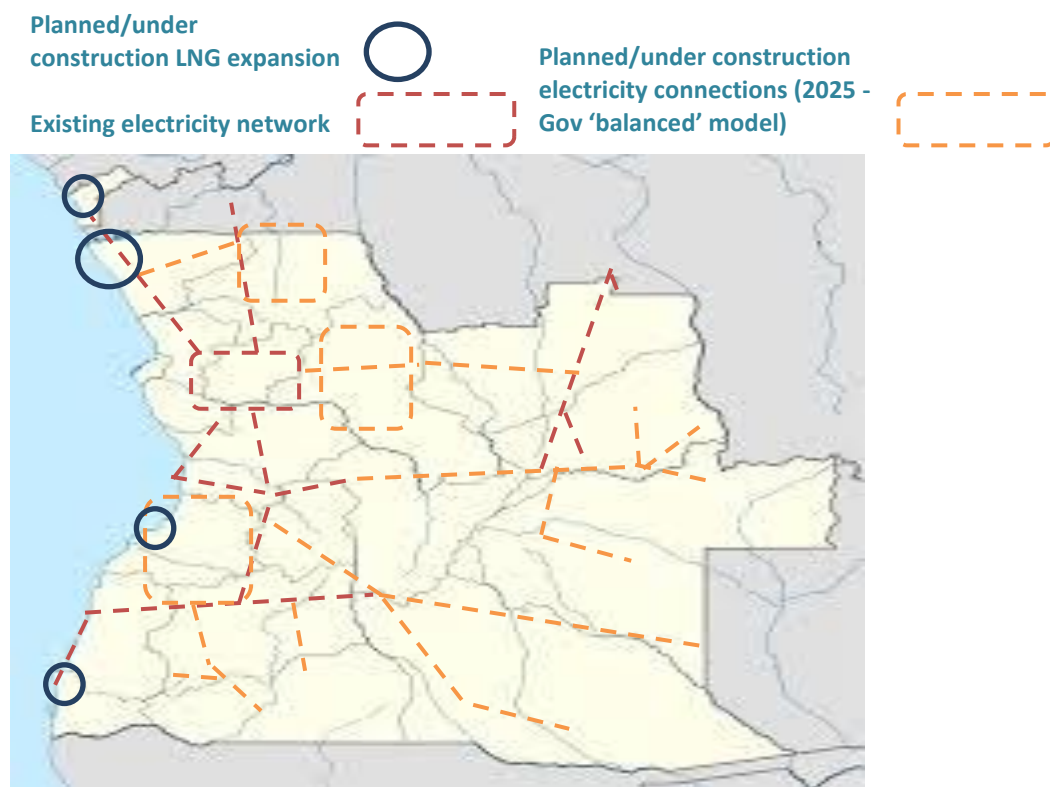 Planned/under
construction LNG expansion
Existing electricity network
Planned/under construction
electricity connections (2025 -
Gov ‘balanced’ model)